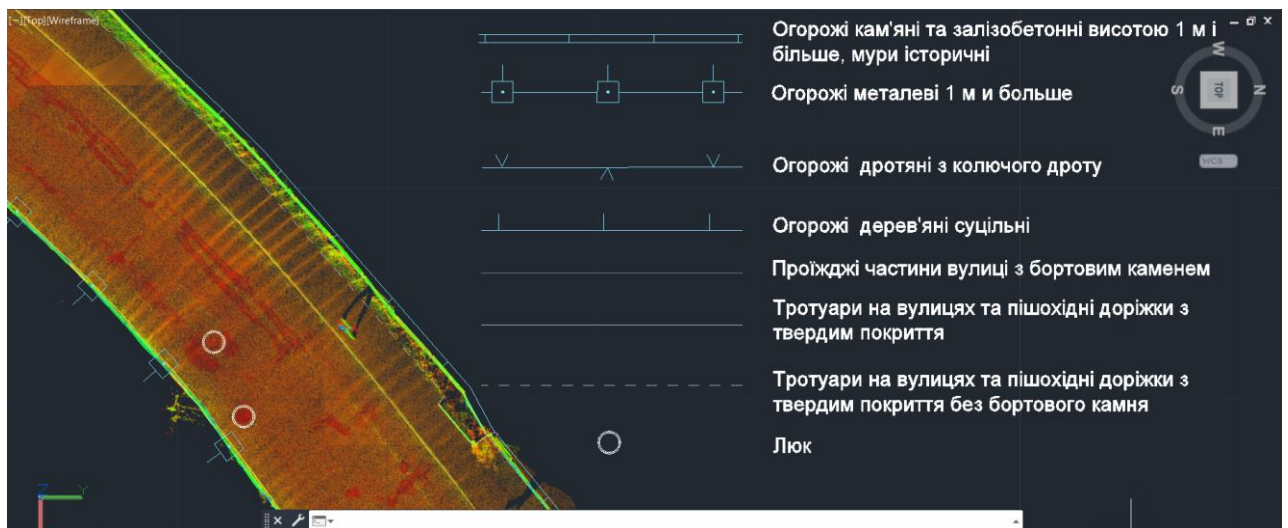 [−][Top][Wireframe]
Огорожі кам'яні та залізобетонні висотою 1 м і
більше, мури історичні
Огорожі металеві 1 м и больше
Огорожі дротяні з колючого дроту
Огорожі дерев'яні суцільні
Проїжджі частини вулиці з бортовим каменем
Тротуари на вулицях та пішохідні доріжки з
твердим покриття
Тротуари на вулицях та пішохідні доріжки з
твердим покриття без бортового камня
Люк
W
S
TOP
N
E
WCS
Z
Y